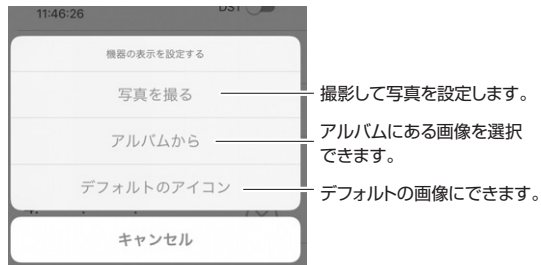 11:46:26
DST
機器の表示を設定する
写真を撮る
撮影して写真を設定します。
アルバムから
アルバムにある画像を選択
できます。
デフォルトのアイコン
デフォルトの画像にできます。
キャンセル